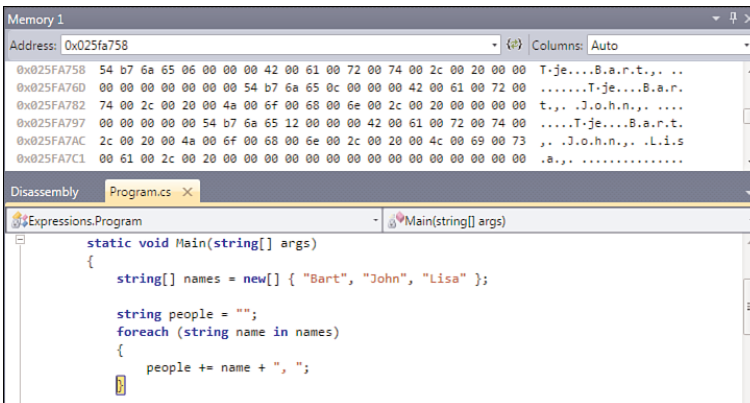 Memory 1
Address: 0x025fa758 Columns: Auto
0x025FA758 54 b7 6a 65 06 00 00 00 42 00 61 00 72 00 74 00 2c 00 20 00 00 T·je....B.a.r.t.,. ..
0x025FA76D 00 00 00 00 00 00 00 54 b7 6a 65 0c 00 00 00 42 00 61 00 72 00 .......T·je....B.a.r.
0x025FA782 74 00 2c 00 20 00 4a 00 6f 00 68 00 6e 00 2c 00 20 00 00 00 00 t.,. .J.o.h.n.,. ....
0x025FA797 00 00 00 00 00 54 b7 6a 65 12 00 00 00 42 00 61 00 72 00 74 00 .....T·je....B.a.r.t.
0x025FA7AC 2c 00 20 00 4a 00 6f 00 68 00 6e 00 2c 00 20 00 4c 00 69 00 73 ,. .J.o.h.n.,. .L.i.s
0x025FA7C1 00 61 00 2c 00 20 00 00 00 00 00 00 00 00 00 00 00 00 00 00 00 .a.,. ...............
Disassembly Program.cs
Expressions.Program Main(string[] args)
static void Main(string[] args)
{
string[] names = new[] { "Bart", "John", "Lisa" };
string people = "";
foreach (string name in names)
{
people += name + ", ";
}